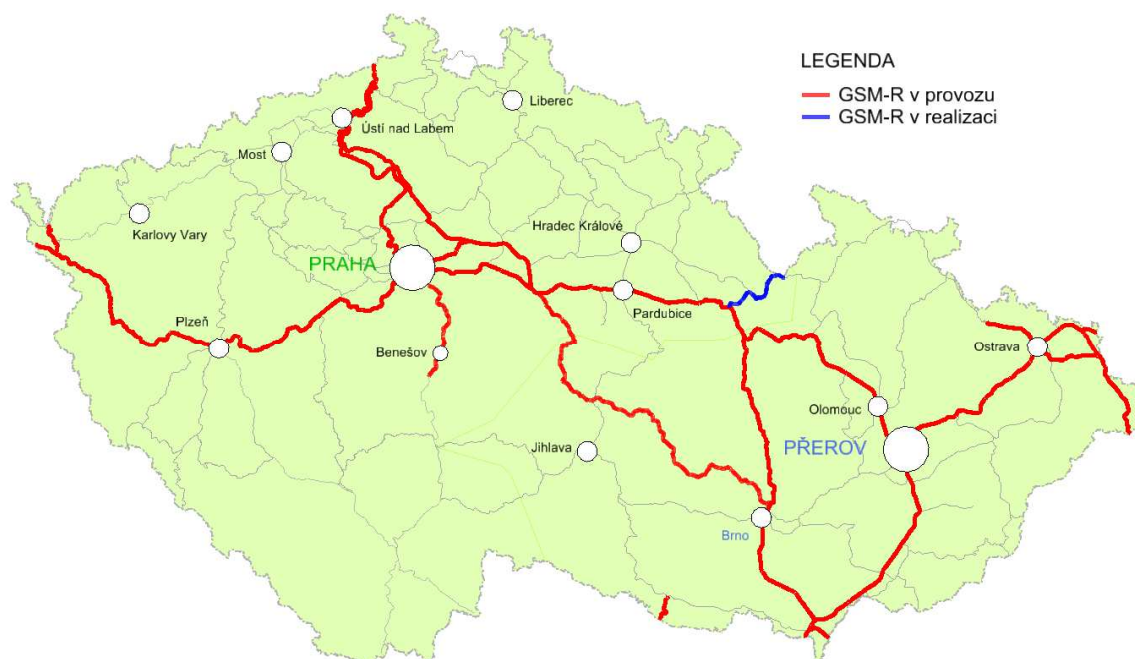 LEGENDA
GSM-R v provozu
GSM-R v realizaci
Liberec
Ústí nad Labem
Most
Karlovy Vary
Hradec Králové
PRAHA
Pardubice
Plzeň
Benešov
Ostrava
Olomouc
Jihlava
PŘEROV
Brno